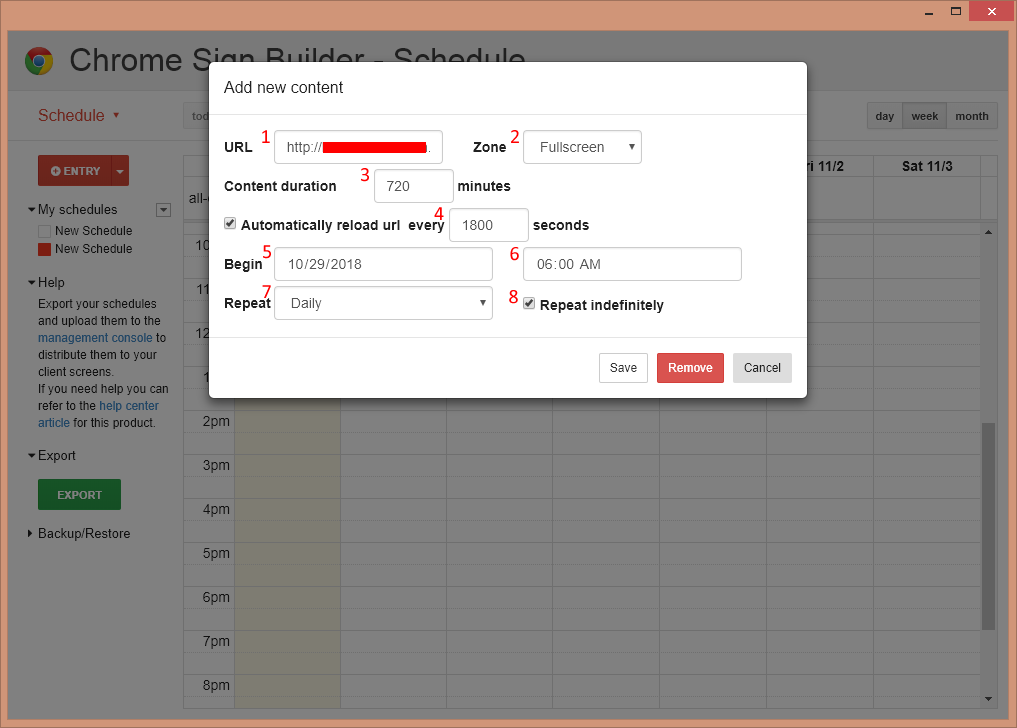 Chrome Sign Builder - Schedule
Schedule
tod
day week month
ENTRY
My schedules
New Schedule
New Schedule
Help
Export your schedules
and upload them to the
management console to
distribute them to your
client screens.
If you need help you can
refer to the help center
article for this product.
Export
EXPORT
Backup/Restore
11/2
Sat 11/3
all-
10
11
12
1
2pm
3pm
4pm
5pm
6pm
7pm
8pm
Add new content
URL 1 http:// Zone 2 Fullscreen
Content duration 3 720 minutes
Automatically reload url every 4 1800 seconds
Begin 5 10/29/2018 6 06:00 AM
Repeat 7 Daily 8 Repeat indefinitely
Save Remove Cancel